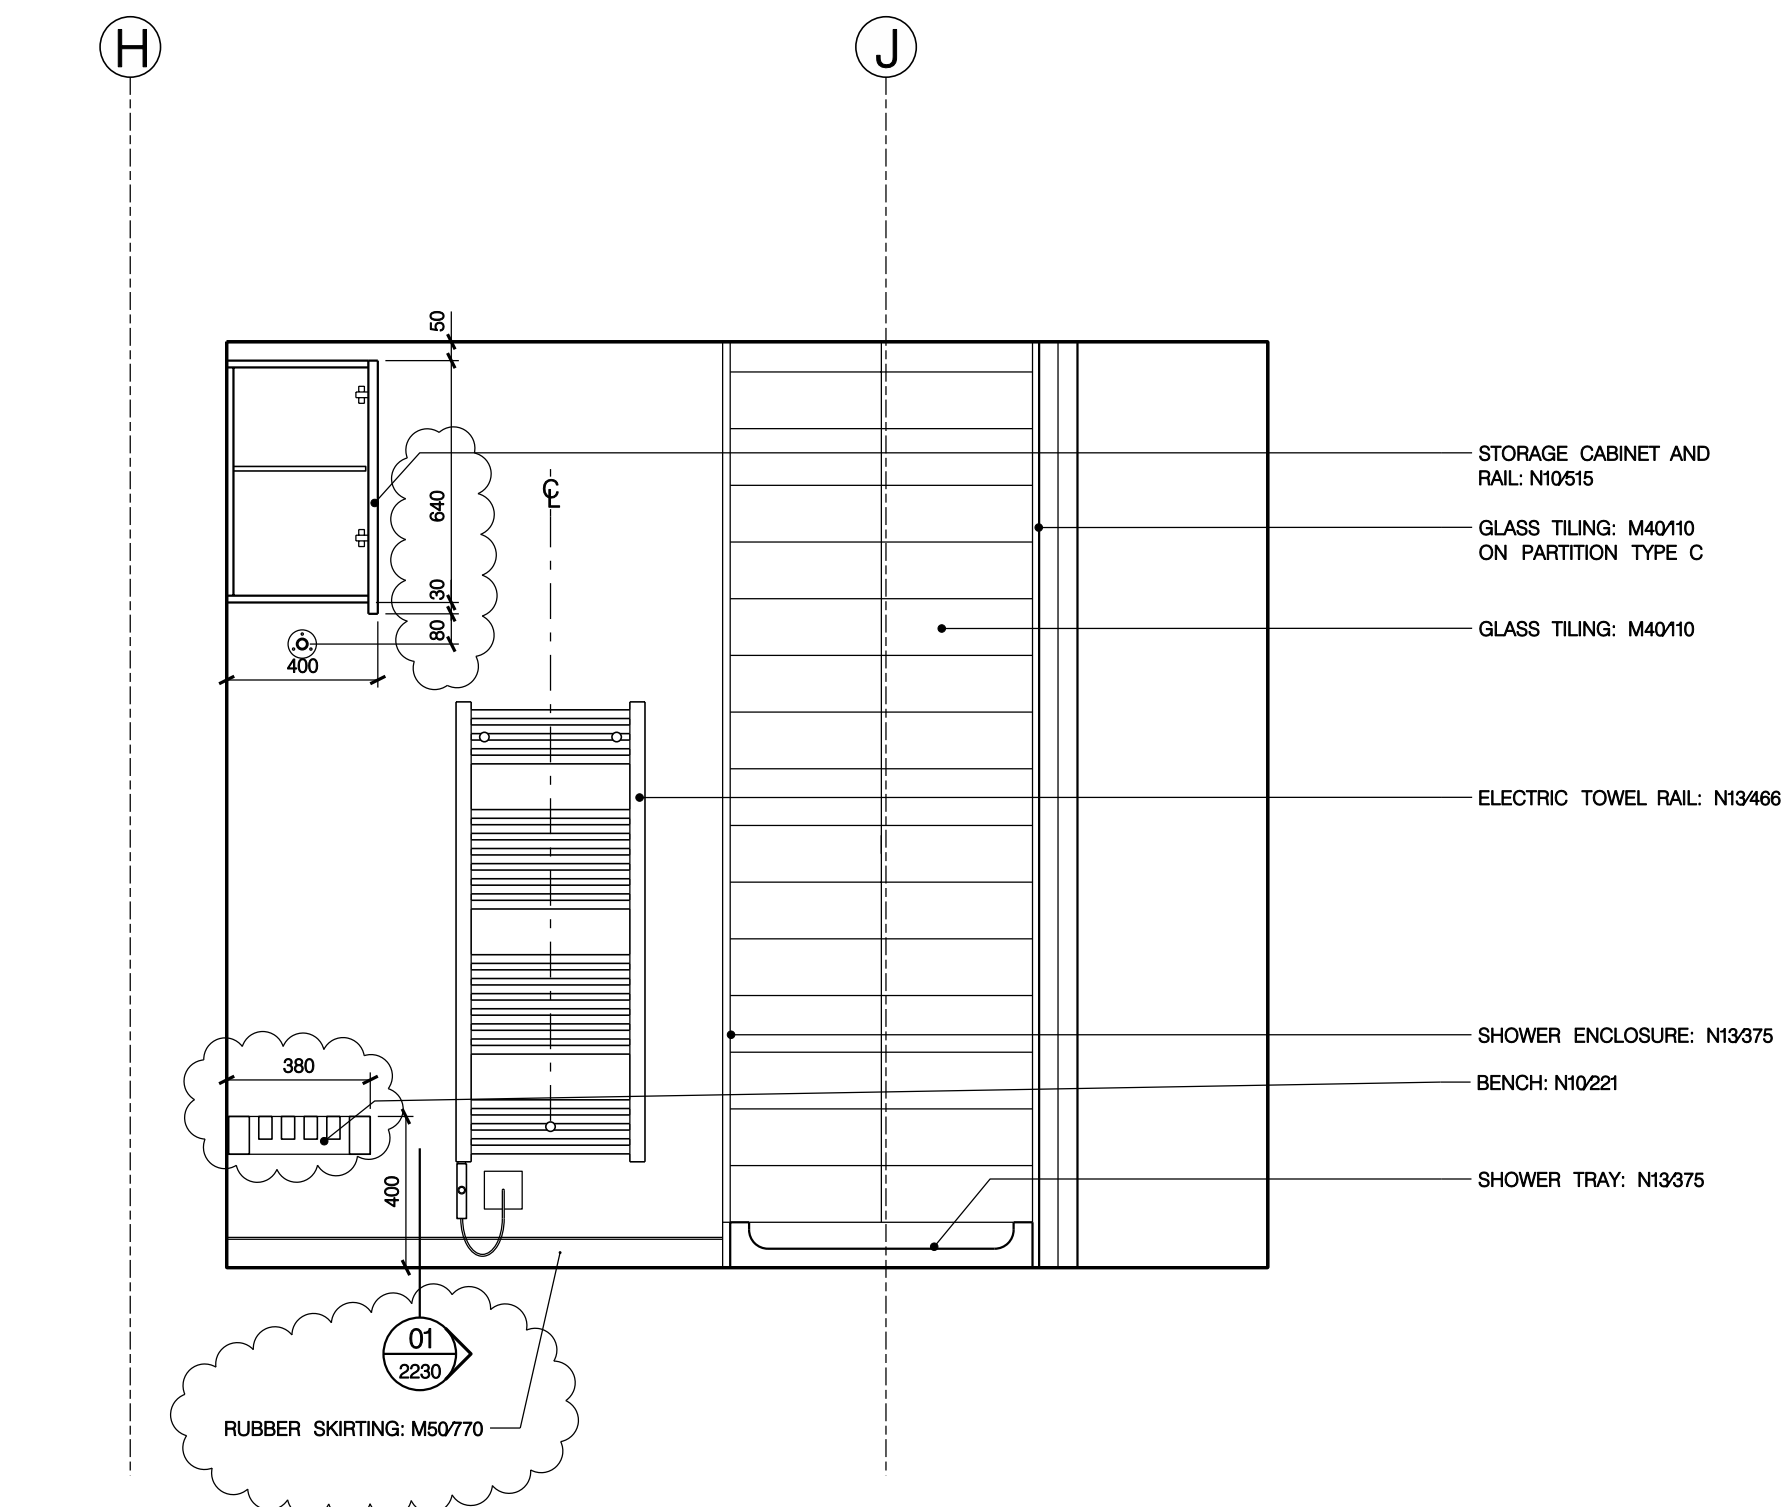 H
J
50
640
30
80
400
CL
STORAGE CABINET AND
RAIL: N10/515
GLASS TILING: M40/110
ON PARTITION TYPE C
GLASS TILING: M40/110
ELECTRIC TOWEL RAIL: N13/466
SHOWER ENCLOSURE: N13/375
380
BENCH: N10/221
400
SHOWER TRAY: N13/375
01
2230
RUBBER SKIRTING: M50/770